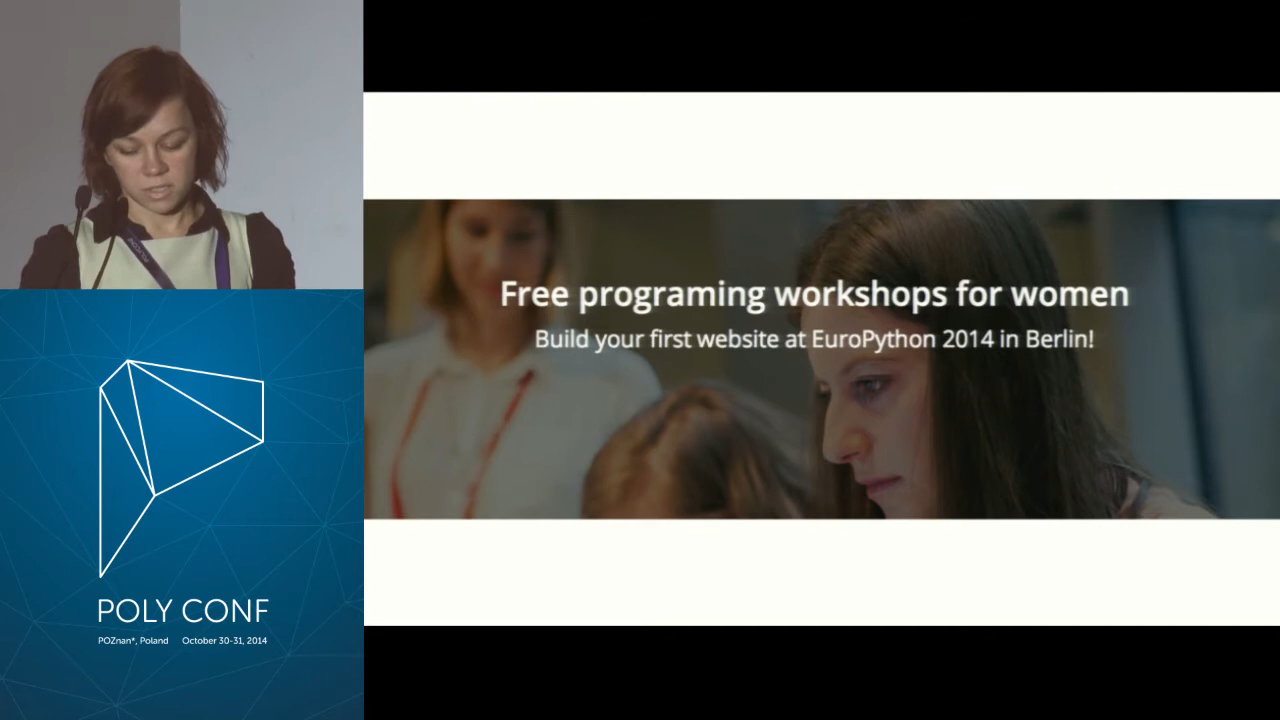 Free programing workshops for women
Build your first website at EuroPython 2014 in Berlin!
POLY CONF
POZnan*, Poland October 30-31, 2014